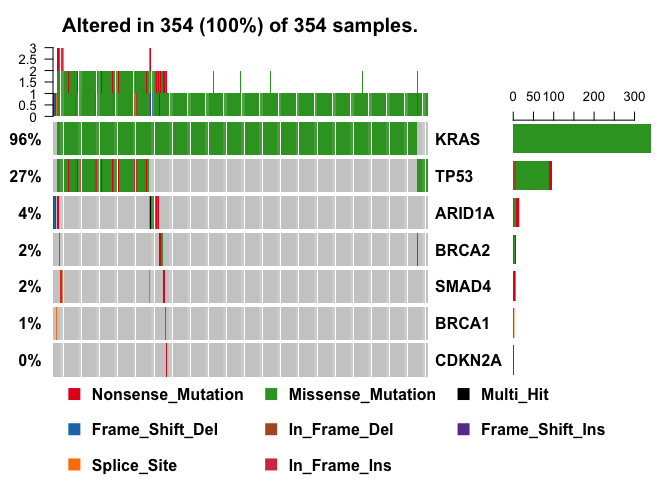 Altered in 354 (100%) of 354 samples.
3
2.5
2
1.5
1
0.5
0
0 50 100 200 300
96% KRAS
27% TP53
4% ARID1A
2% BRCA2
2% SMAD4
1% BRCA1
0% CDKN2A
Nonsense_Mutation Missense_Mutation Multi_Hit
Frame_Shift_Del In_Frame_Del Frame_Shift_Ins
Splice_Site In_Frame_Ins